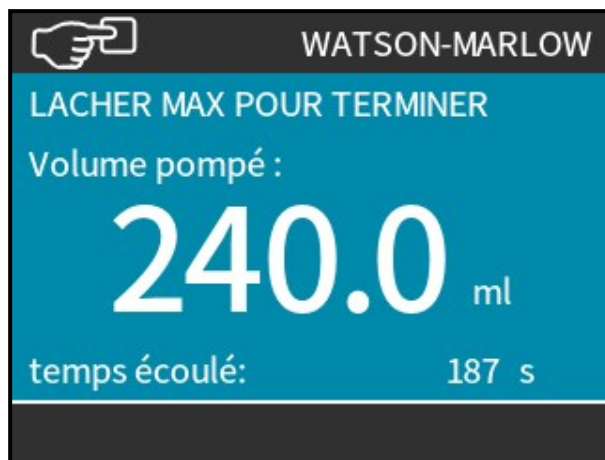 WATSON-MARLOW
LACHER MAX POUR TERMINER
Volume pompé :
240.0 ml
temps écoulé: 187 s